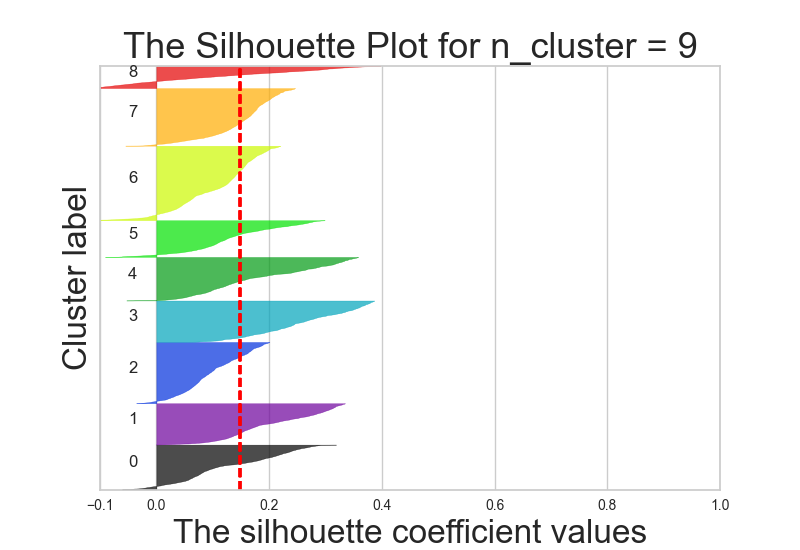 The Silhouette Plot for n_cluster = 9
8
7
6
5
4
3
2
1
0
Cluster label
−0.1 0.0 0.2 0.4 0.6 0.8 1.0
The silhouette coefficient values